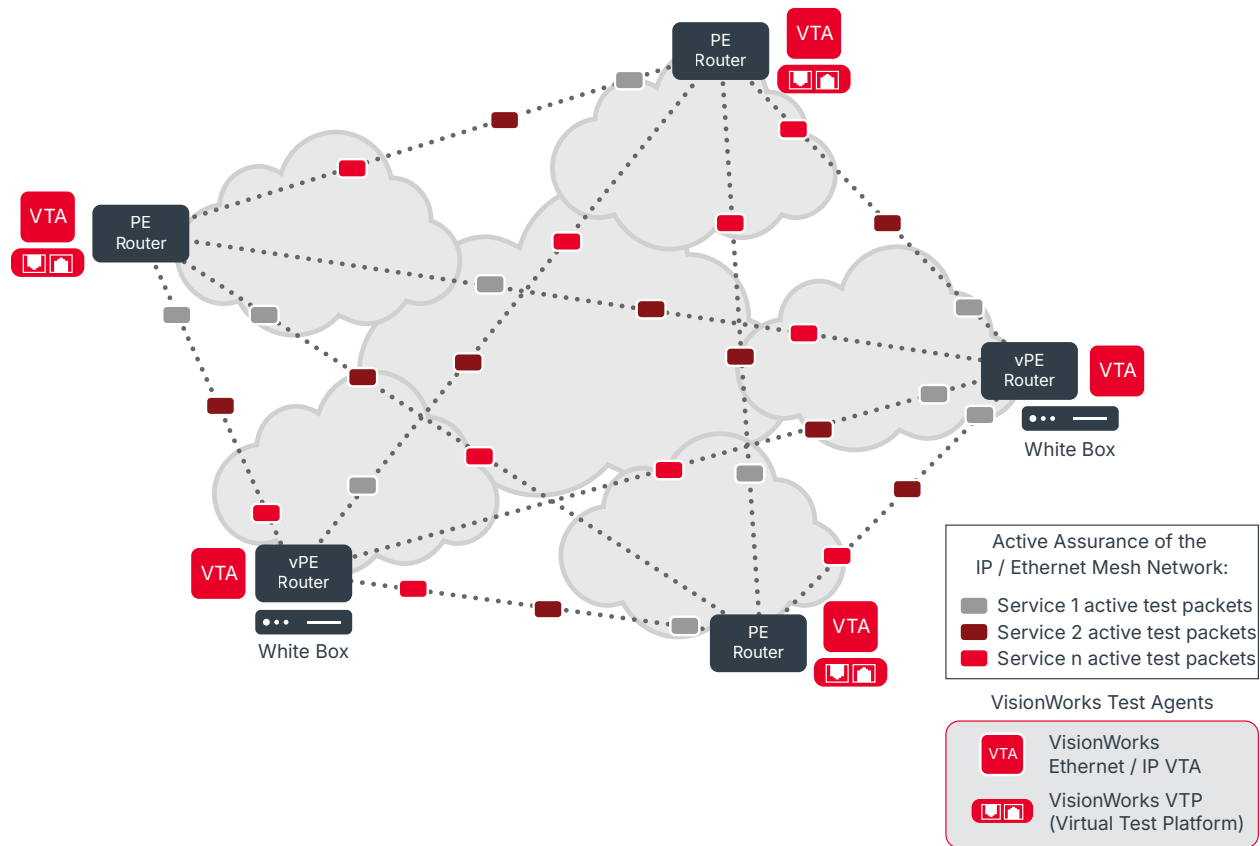 PE
Router
VTA
VTA
PE
Router
vPE
Router
VTA
White Box
VTA
vPE
Router
White Box
PE
Router
VTA
Active Assurance of the
IP / Ethernet Mesh Network:
Service 1 active test packets
Service 2 active test packets
Service n active test packets
VisionWorks Test Agents
VTA
VisionWorks
Ethernet / IP VTA
VisionWorks VTP
(Virtual Test Platform)